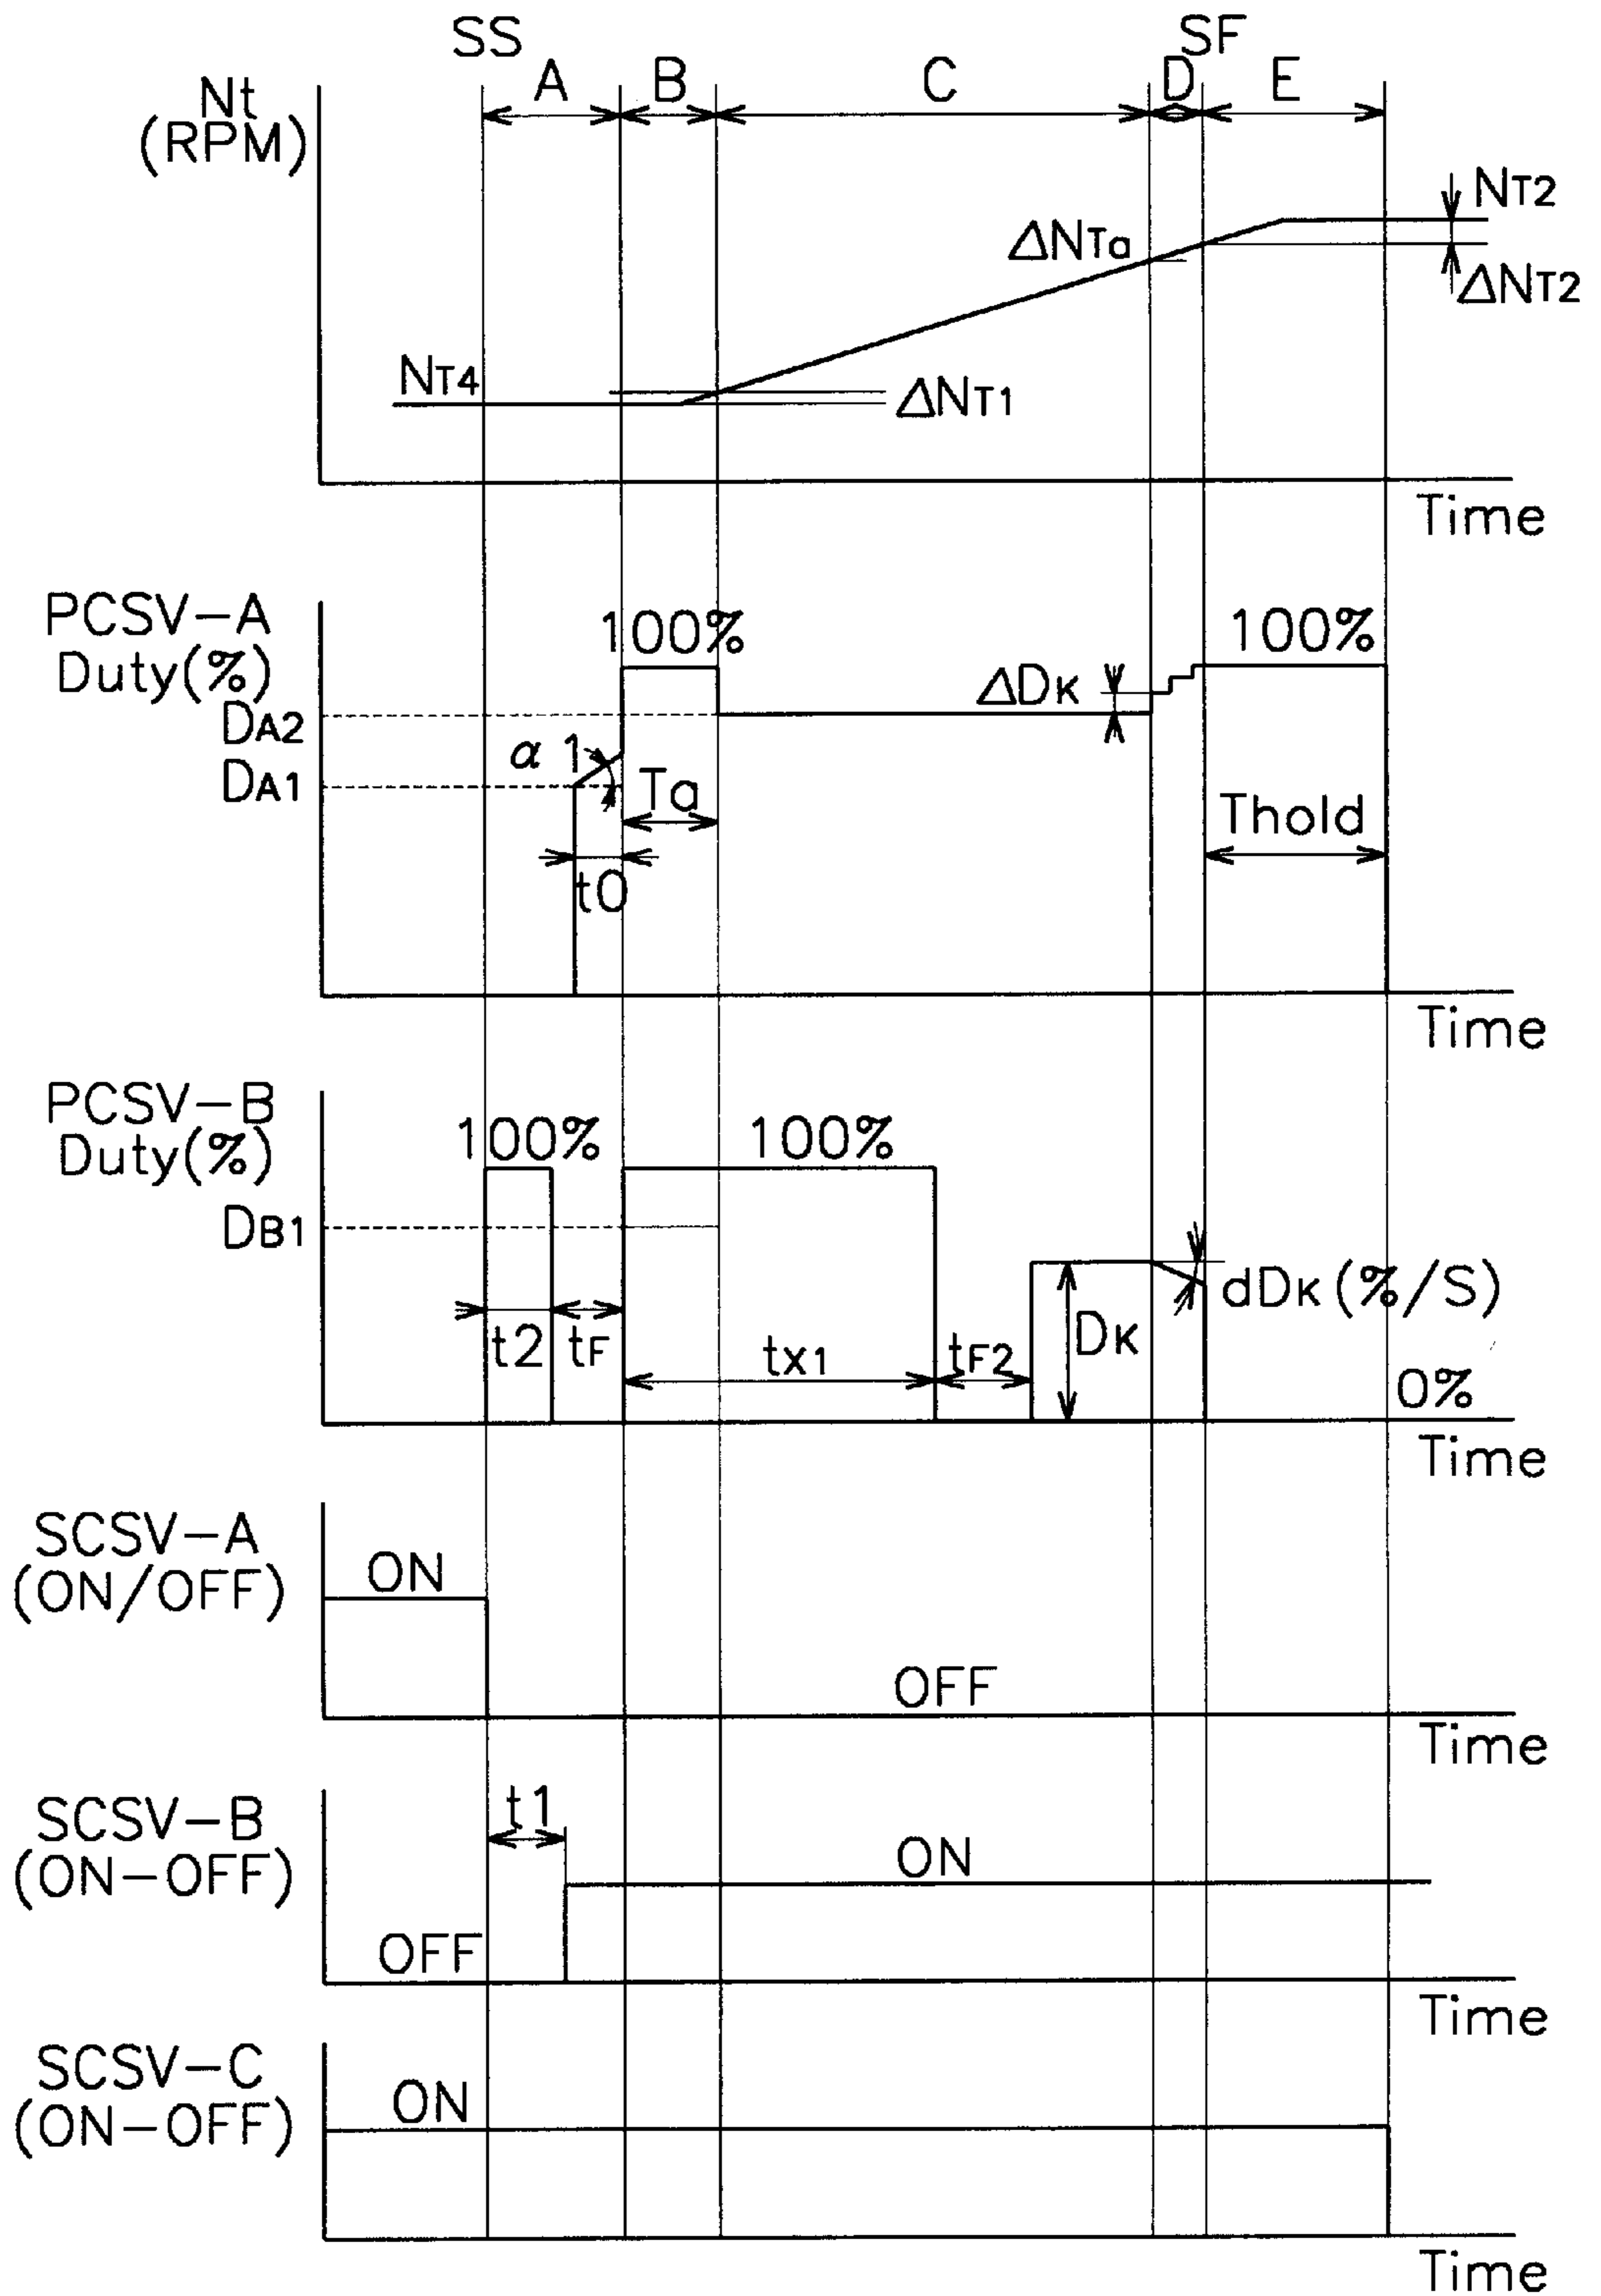 SS SF
A B C D E
Nt
(RPM)
NT2
ΔNTa
ΔNT2
NT4
ΔNT1
Time
PCSV-A
Duty(%)
100% 100%
ΔDK
DA2
α1
DA1
Ta
Thold
t0
Time
PCSV-B
Duty(%)
100% 100%
DB1
dDK(%/S)
t2 tF tX1 tF2 DK
0%
Time
SCSV-A
(ON/OFF)
ON
OFF
Time
SCSV-B
(ON-OFF)
t1
ON
OFF
Time
SCSV-C
(ON-OFF)
ON
Time